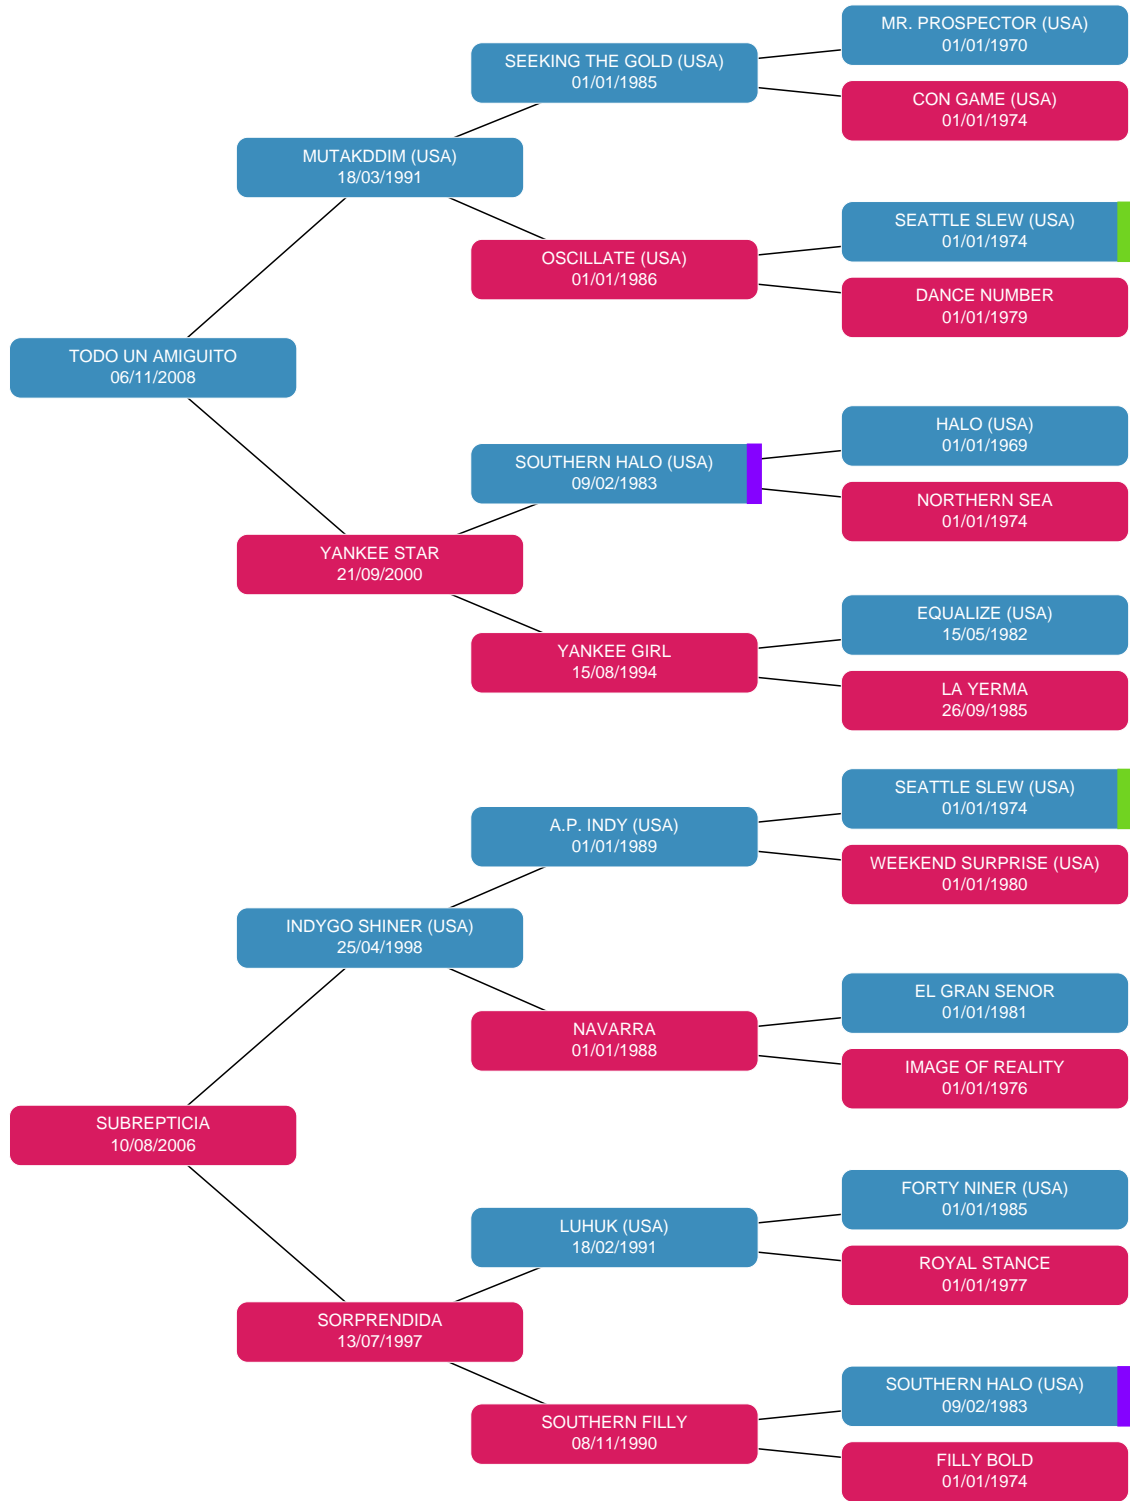 MR. PROSPECTOR (USA)
01/01/1970
SEEKING THE GOLD (USA)
01/01/1985
CON GAME (USA)
01/01/1974
MUTAKDDIM (USA)
18/03/1991
SEATTLE SLEW (USA)
01/01/1974
OSCILLATE (USA)
01/01/1986
DANCE NUMBER
01/01/1979
TODO UN AMIGUITO
06/11/2008
HALO (USA)
01/01/1969
SOUTHERN HALO (USA)
09/02/1983
NORTHERN SEA
01/01/1974
YANKEE STAR
21/09/2000
EQUALIZE (USA)
15/05/1982
YANKEE GIRL
15/08/1994
LA YERMA
26/09/1985
SEATTLE SLEW (USA)
01/01/1974
A.P. INDY (USA)
01/01/1989
WEEKEND SURPRISE (USA)
01/01/1980
INDYGO SHINER (USA)
25/04/1998
EL GRAN SENOR
01/01/1981
NAVARRA
01/01/1988
IMAGE OF REALITY
01/01/1976
SUBREPTICIA
10/08/2006
FORTY NINER (USA)
01/01/1985
LUHUK (USA)
18/02/1991
ROYAL STANCE
01/01/1977
SORPRENDIDA
13/07/1997
SOUTHERN HALO (USA)
09/02/1983
SOUTHERN FILLY
08/11/1990
FILLY BOLD
01/01/1974